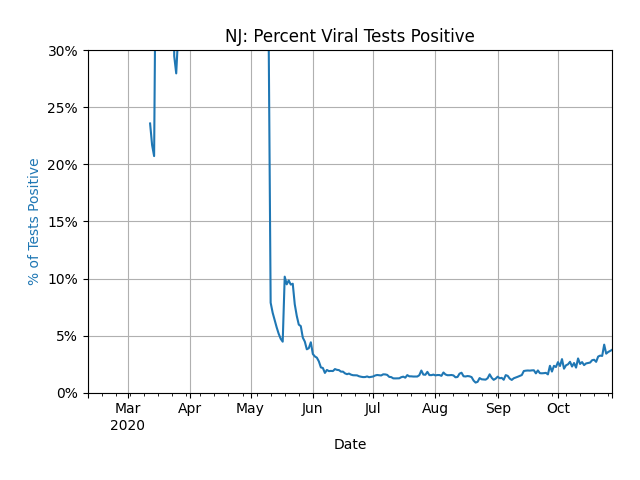 NJ: Percent Viral Tests Positive
30%
25%
20%
15%
10%
5%
0%
% of Tests Positive
Mar Apr May Jun Jul Aug Sep Oct
2020
Date